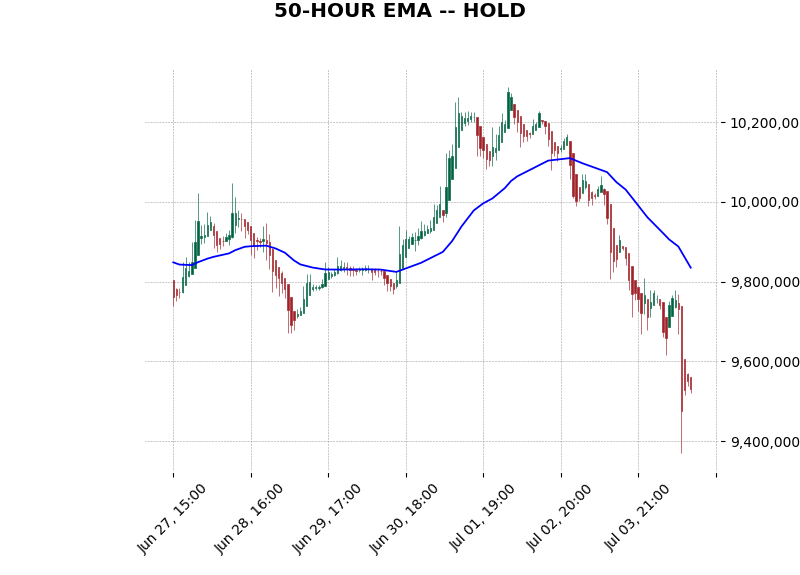 50-HOUR EMA -- HOLD
10,200,00
10,000,00
9,800,000
9,600,000
9,400,000
Jun 27, 15:00
Jun 28, 16:00
Jun 29, 17:00
Jun 30, 18:00
Jul 01, 19:00
Jul 02, 20:00
Jul 03, 21:00